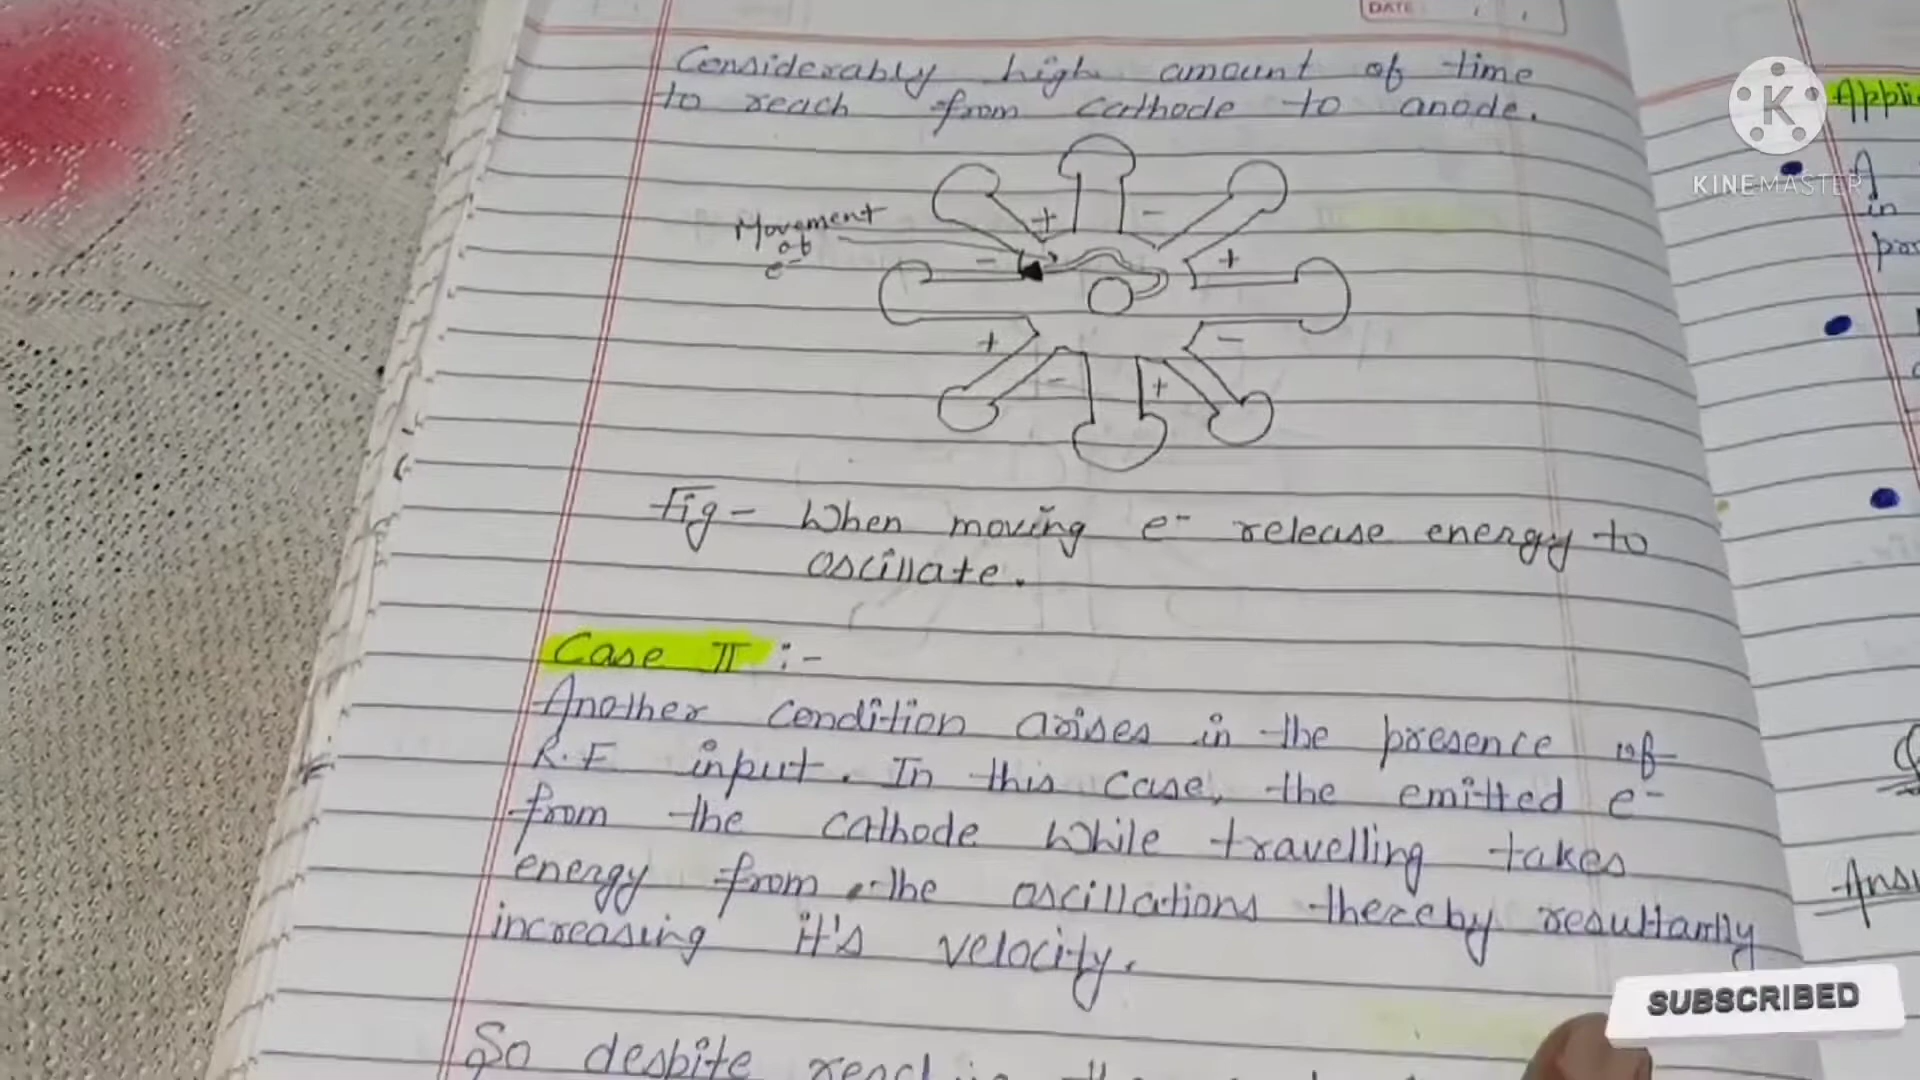 DATE
Considerably high amount of time
to reach from cathode to anode.
Movement
of
e-
+ -
- +
+ -
- +
Fig - When moving e- release energy to
oscillate.
Case II :-
Another condition arises in the presence of
R.F input. In this case, the emitted e-
from the cathode while travelling takes
energy from the oscillations thereby resultantly
increasing it's velocity.
So despite
Appli
A
in
Ans
K
KINEMASTER
SUBSCRIBED